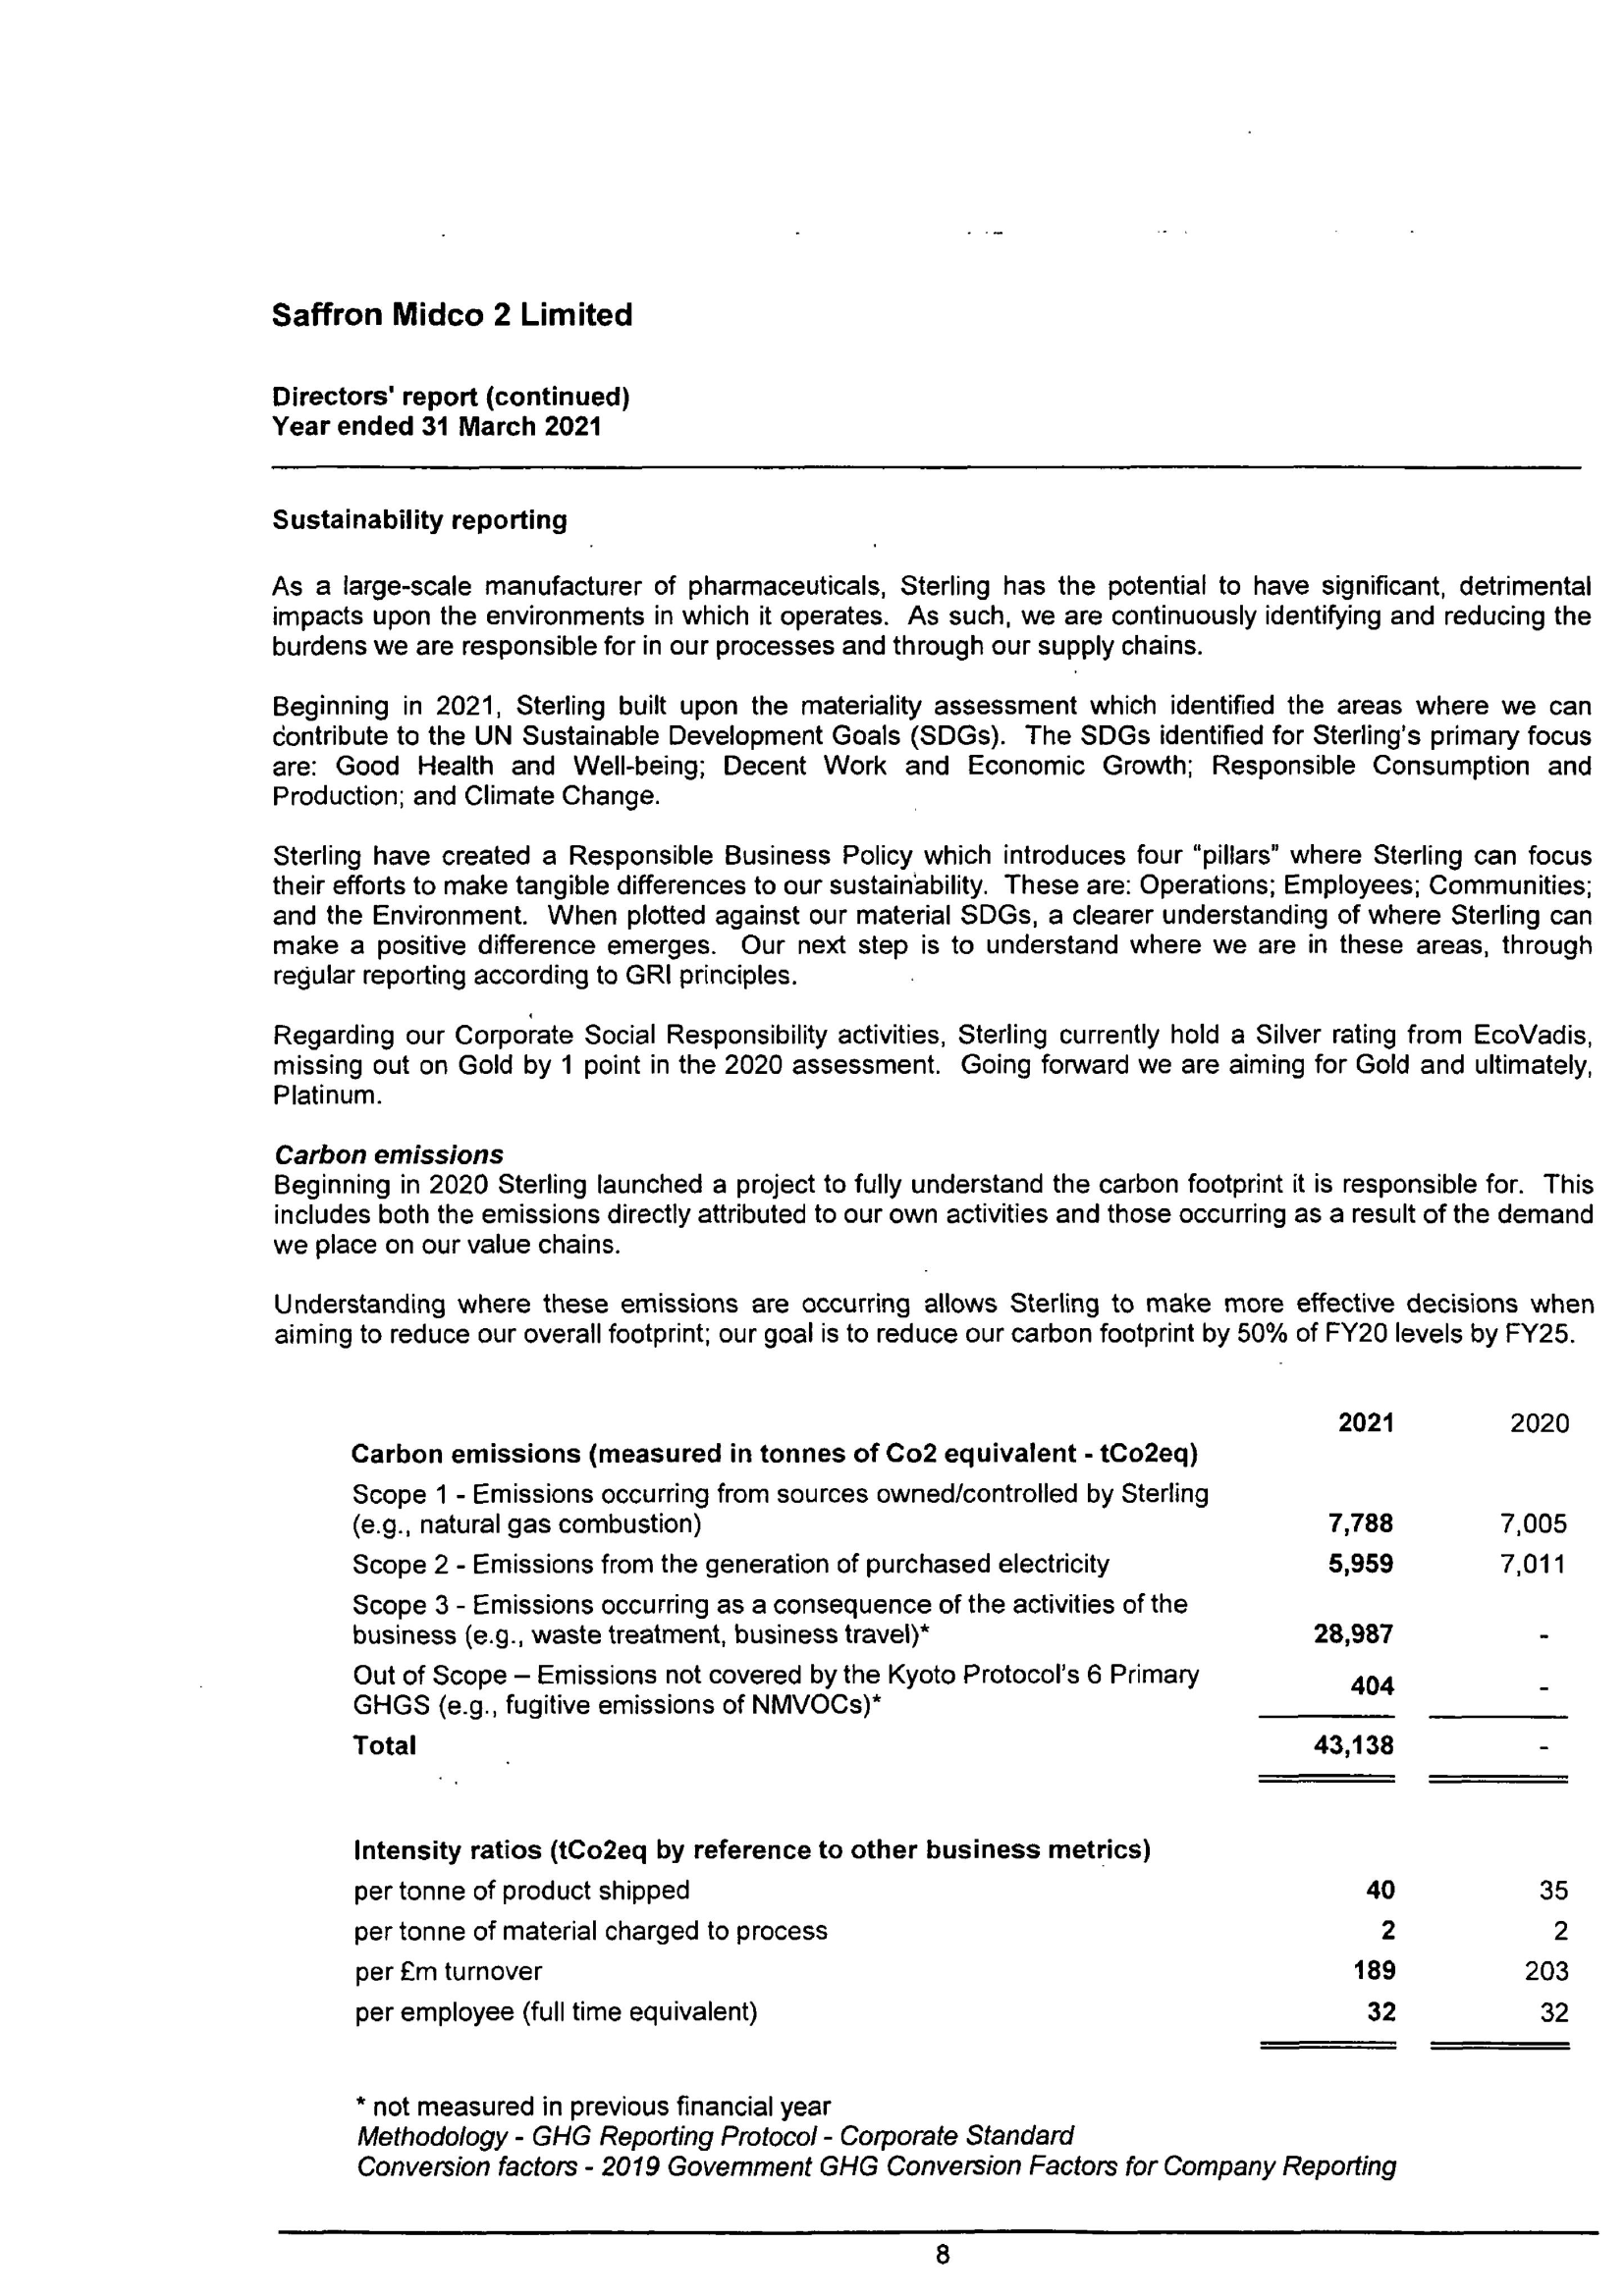 Saffron Midco 2 Limited
Directors' report (continued)
Year ended 31 March 2021
Sustainability reporting
As a large-scale manufacturer of pharmaceuticals, Sterling has the potential to have significant, detrimental
impacts upon the environments in which it operates. As such, we are continuously identifying and reducing the
burdens we are responsible for in our processes and through our supply chains.
Beginning in 2021, Sterling built upon the materiality assessment which identified the areas where we can
contribute to the UN Sustainable Development Goals (SDGs). The SDGs identified for Sterling's primary focus
are: Good Health and Well-being; Decent Work and Economic Growth; Responsible Consumption and
Production; and Climate Change.
Sterling have created a Responsible Business Policy which introduces four "pillars" where Sterling can focus
their efforts to make tangible differences to our sustainability. These are: Operations; Employees; Communities;
and the Environment. When plotted against our material SDGs, a clearer understanding of where Sterling can
make a positive difference emerges. Our next step is to understand where we are in these areas, through
regular reporting according to GRI principles.
Regarding our Corporate Social Responsibility activities, Sterling currently hold a Silver rating from EcoVadis,
missing out on Gold by 1 point in the 2020 assessment. Going forward we are aiming for Gold and ultimately,
Platinum.
Carbon emissions
Beginning in 2020 Sterling launched a project to fully understand the carbon footprint it is responsible for. This
includes both the emissions directly attributed to our own activities and those occurring as a result of the demand
we place on our value chains.
Understanding where these emissions are occurring allows Sterling to make more effective decisions when
aiming to reduce our overall footprint; our goal is to reduce our carbon footprint by 50% of FY20 levels by FY25.
2021 2020
Carbon emissions (measured in tonnes of Co2 equivalent - tCo2eq)
Scope 1 - Emissions occurring from sources owned/controlled by Sterling
(e.g., natural gas combustion) 7,788 7,005
Scope 2 - Emissions from the generation of purchased electricity 5,959 7,011
Scope 3 - Emissions occurring as a consequence of the activities of the
business (e.g., waste treatment, business travel)* 28,987 -
Out of Scope – Emissions not covered by the Kyoto Protocol's 6 Primary
GHGS (e.g., fugitive emissions of NMVOCs)* 404 -
Total 43,138 -
Intensity ratios (tCo2eq by reference to other business metrics)
per tonne of product shipped 40 35
per tonne of material charged to process 2 2
per £m turnover 189 203
per employee (full time equivalent) 32 32
* not measured in previous financial year
Methodology - GHG Reporting Protocol - Corporate Standard
Conversion factors - 2019 Government GHG Conversion Factors for Company Reporting
8